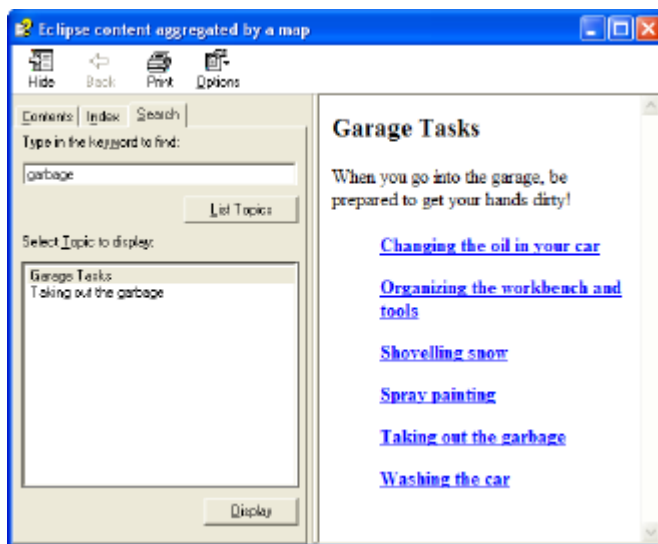 Eclipse content aggregated by a map
Hide Back Print Options
Contents Index Search
Type in the keyword to find:
garbage
List Topics
Select Topic to display:
Garage Tasks
Taking out the garbage
Display
Garage Tasks
When you go into the garage, be
prepared to get your hands dirty!
Changing the oil in your car
Organizing the workbench and
tools
Shovelling snow
Spray painting
Taking out the garbage
Washing the car